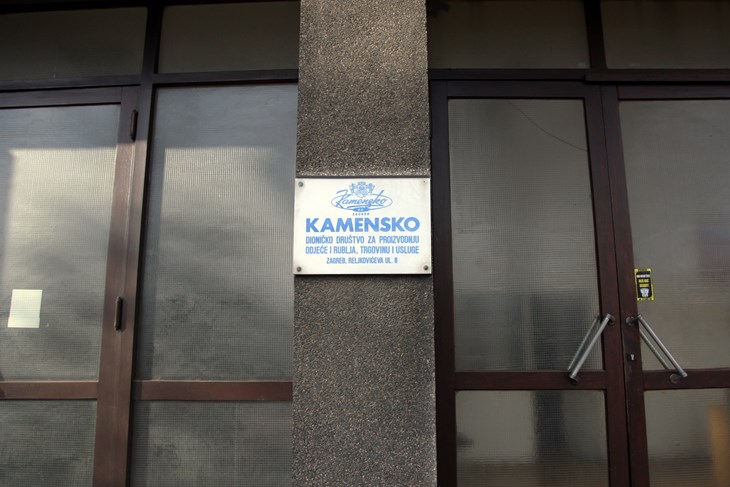 Kamensko
ZAGREB
KAMENSKO
DIONIČKO DRUŠTVO ZA PROIZVODNJU
ODJEĆE I RUBLJA, TRGOVINU I USLUGE
ZAGREB, RELJKOVIĆEVA UL. 8